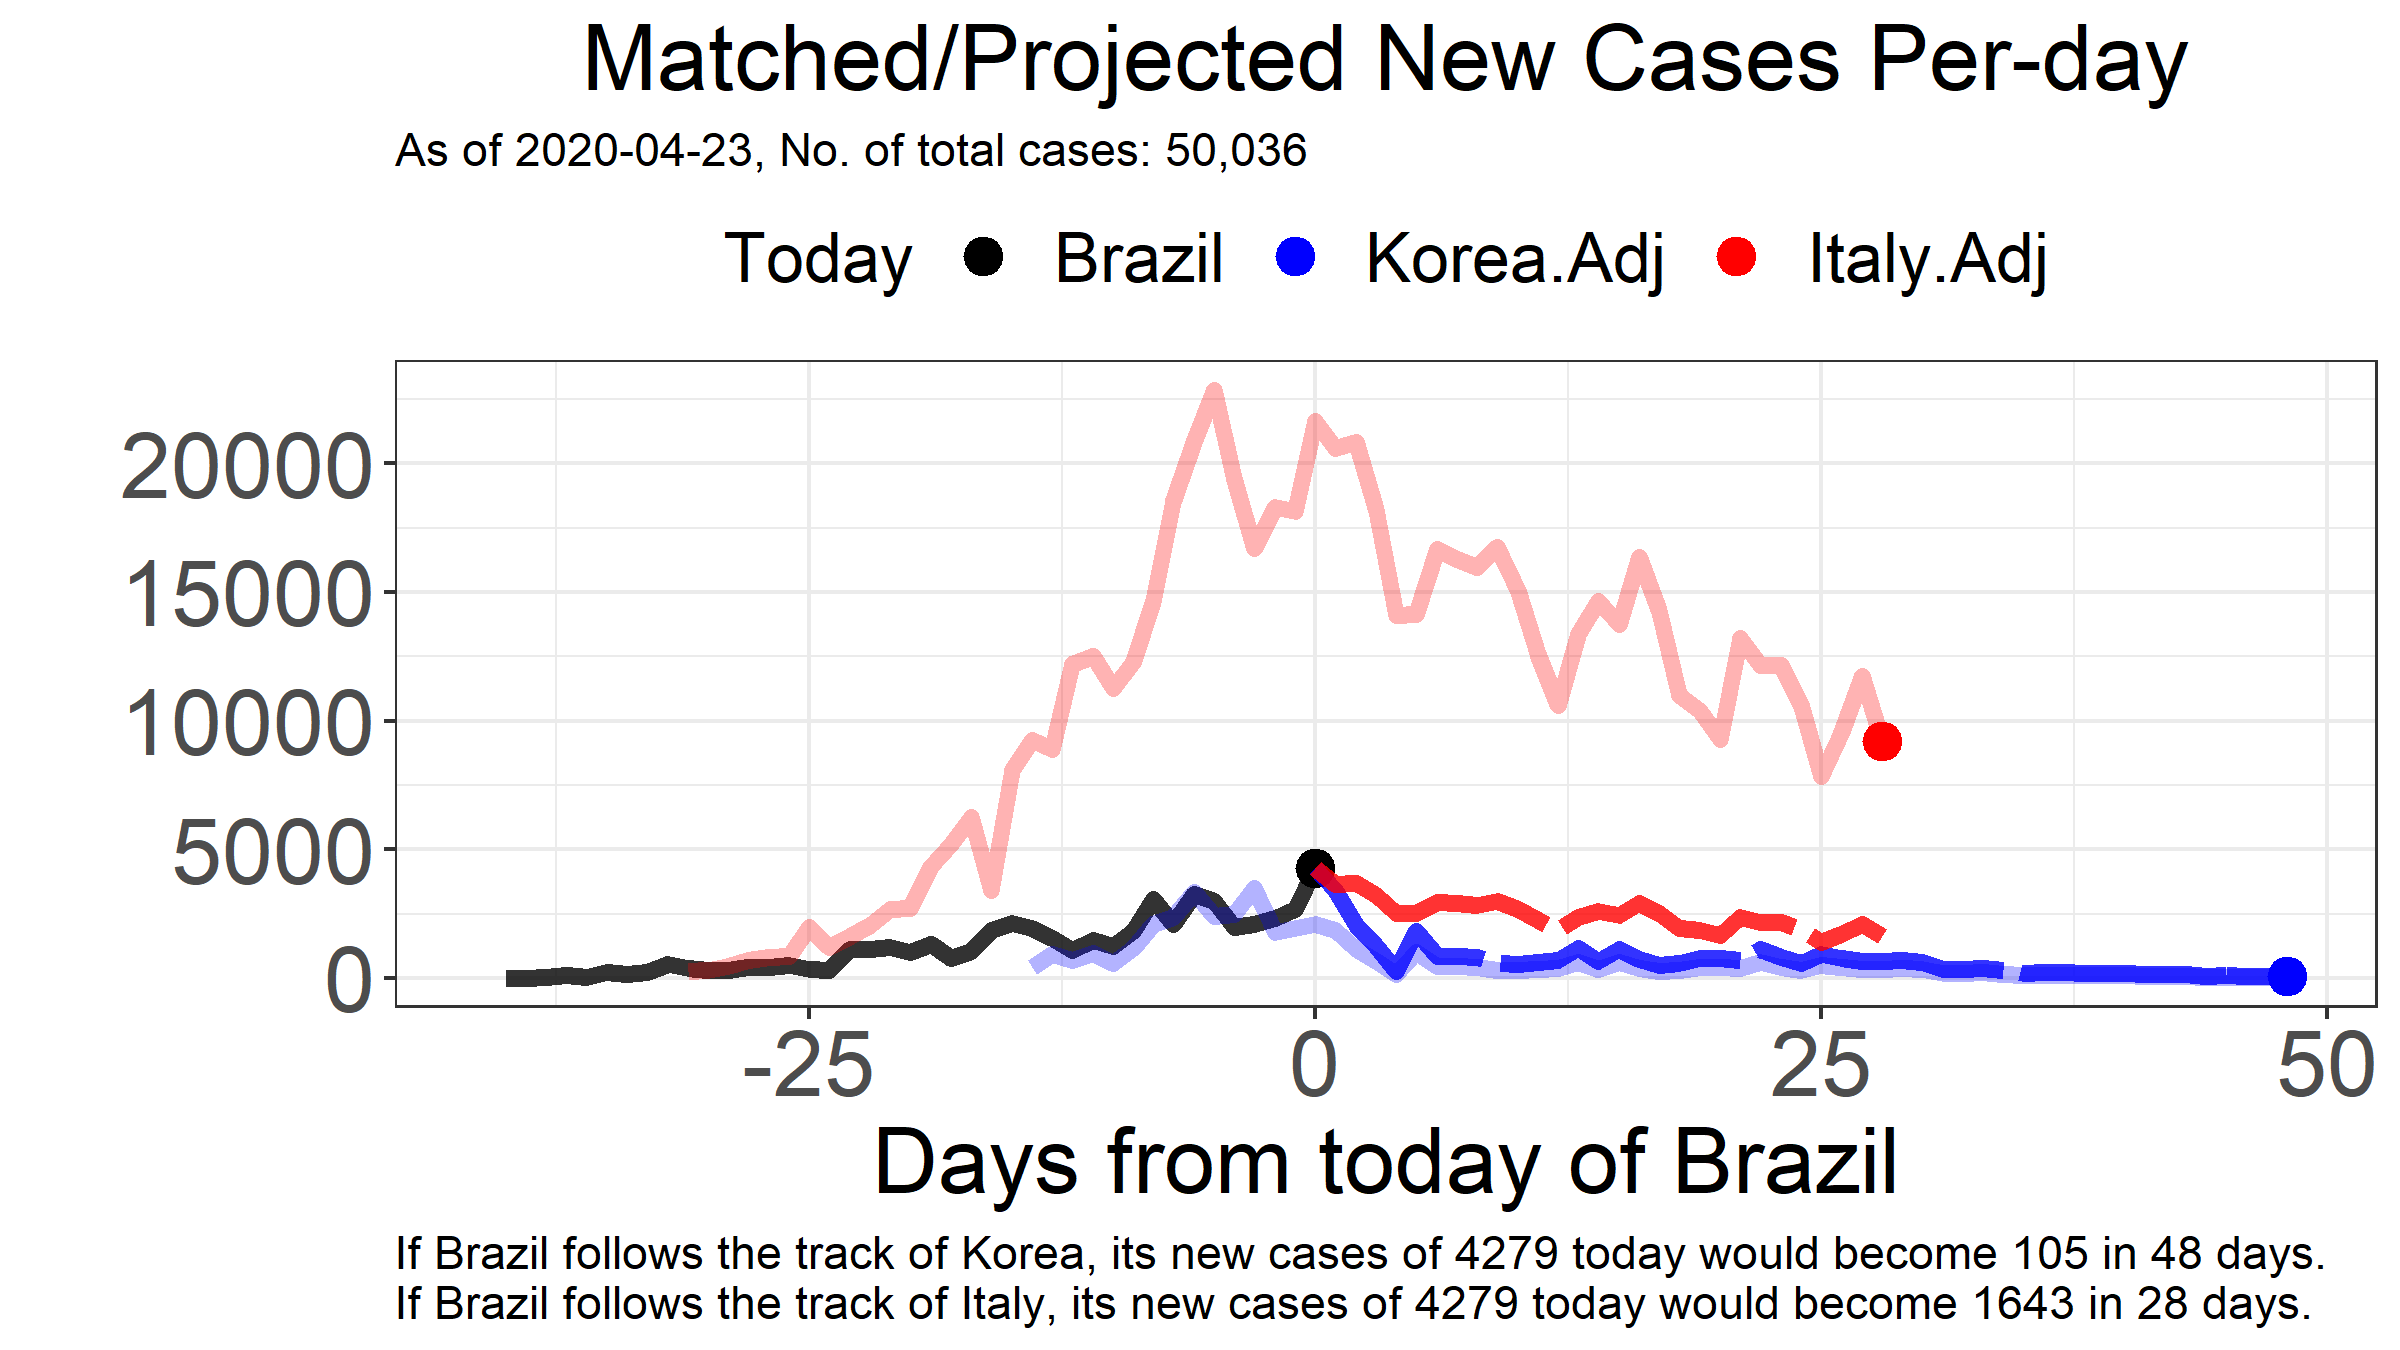 Matched/Projected New Cases Per-day
As of 2020-04-23, No. of total cases: 50,036
Today Brazil Korea.Adj Italy.Adj
20000
15000
10000
5000
0
-25 0 25 50
Days from today of Brazil
If Brazil follows the track of Korea, its new cases of 4279 today would become 105 in 48 days.
If Brazil follows the track of Italy, its new cases of 4279 today would become 1643 in 28 days.